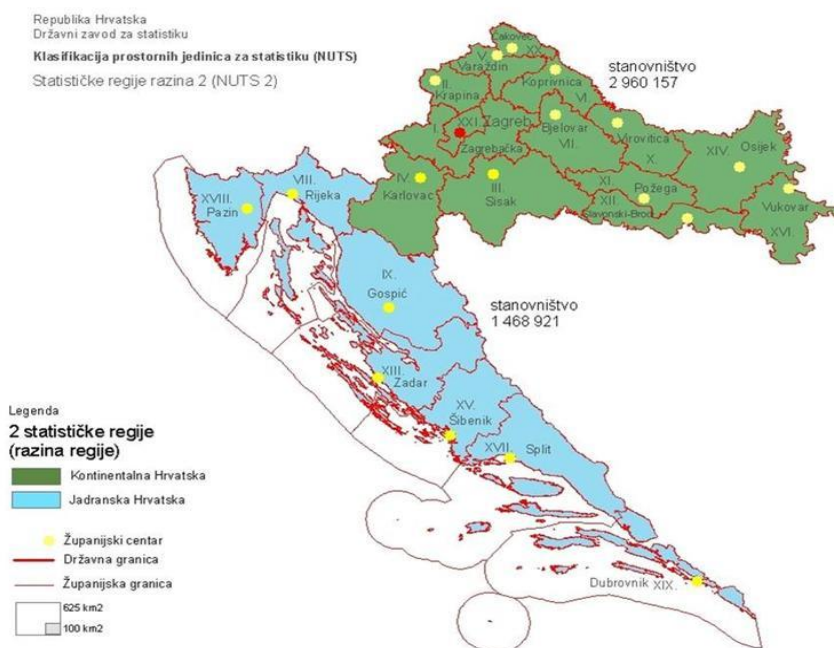 Republika Hrvatska
Državni zavod za statistiku
Klasifikacija prostornih jedinica za statistiku (NUTS)
Statističke regije razina 2 (NUTS 2)
stanovništvo
2 960 157
Čakovec
XX.
V.
Varaždin
II.
Krapina
Koprivnica
VI.
I.
XXI.
Zagreb
Zagrebačka
Bjelovar
VII.
Virovitica
X.
XIV.
Osijek
IV.
Karlovac
III.
Sisak
XI.
Požega
XII.
Slavonski-Brod
Vukovar
XVI.
XVIII.
Pazin
VIII.
Rijeka
IX.
Gospić
stanovništvo
1 468 921
XIII.
Zadar
XV.
Šibenik
XVII.
Split
Dubrovnik XIX.
Legenda
2 statističke regije
(razina regije)
Kontinentalna Hrvatska
Jadranska Hrvatska
Županijski centar
Državna granica
Županijska granica
625 km2
100 km2